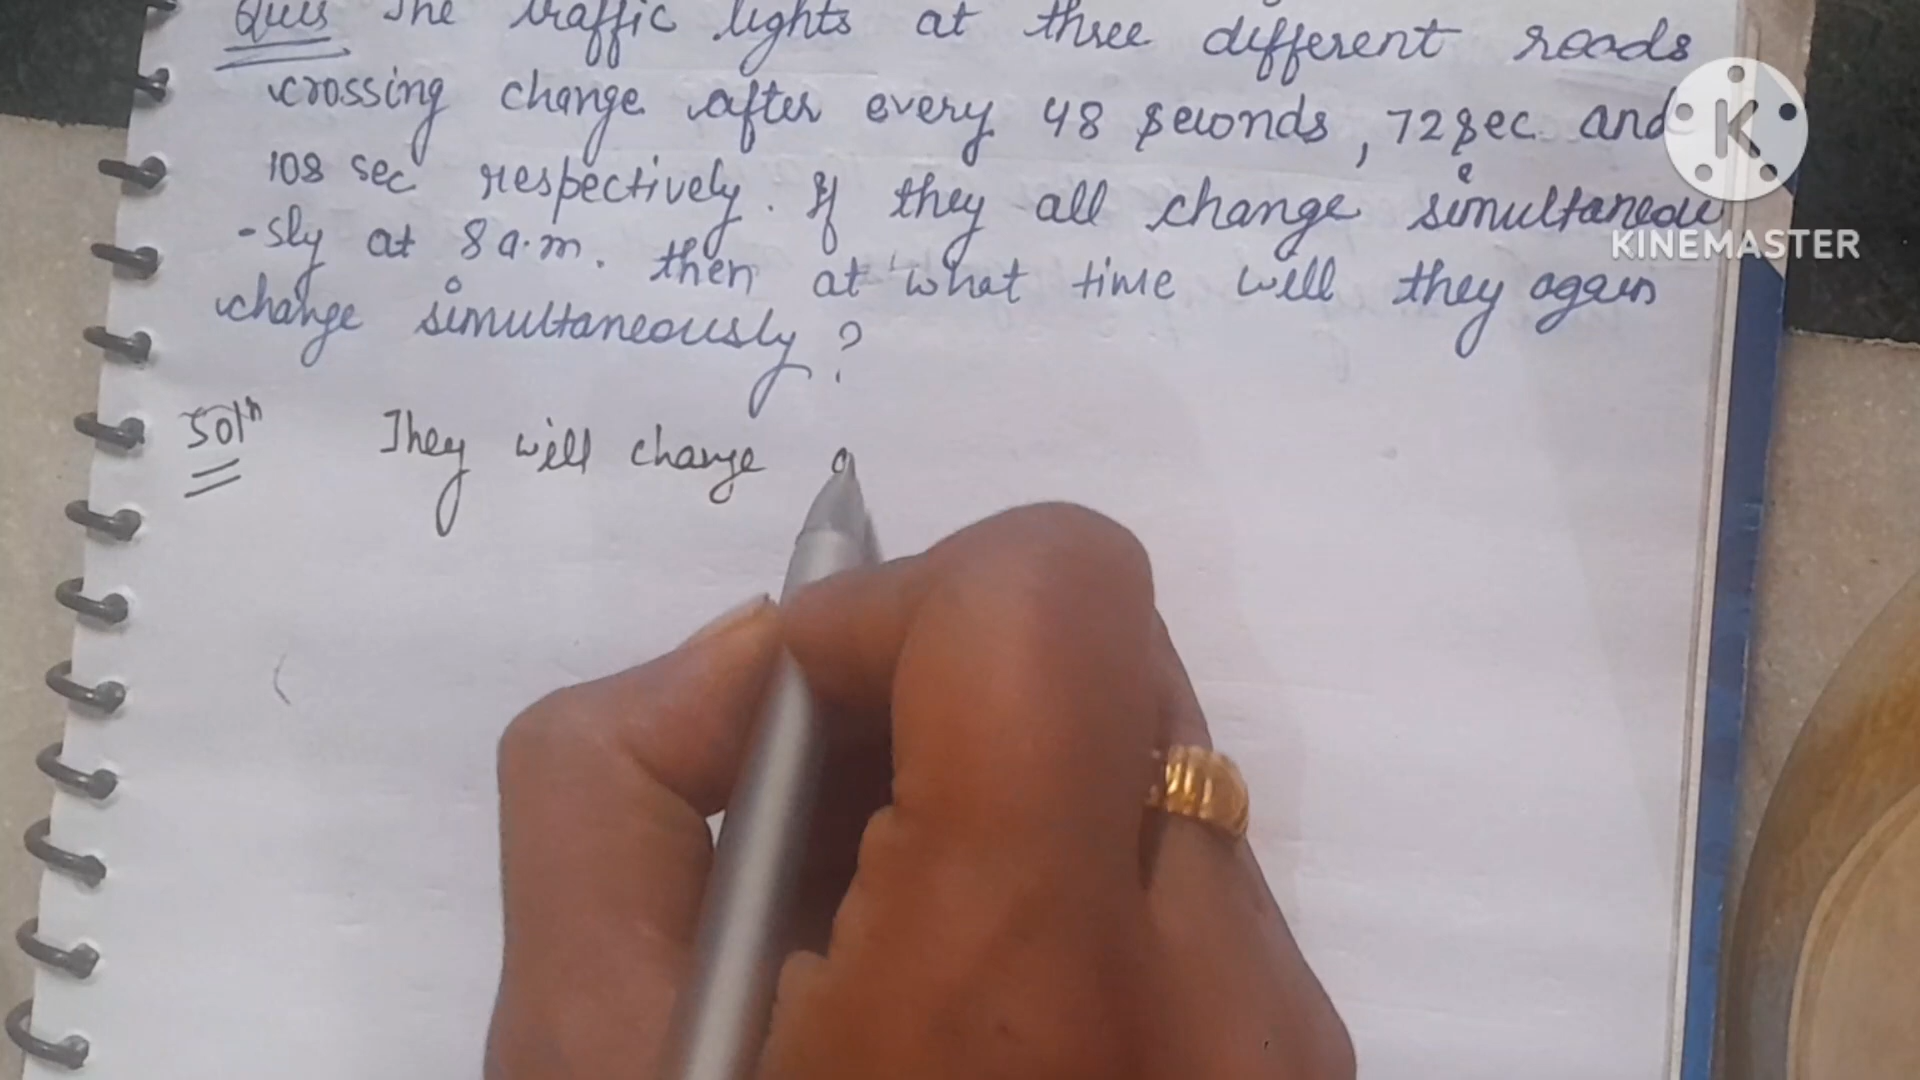 Ques The traffic lights at three different roads
crossing change after every 48 seconds, 72 sec and
108 sec respectively. If they all change simultaneou
-sly at 8 a.m. then at what time will they again
change simultaneously?
Solⁿ They will change a
K
KINEMASTER